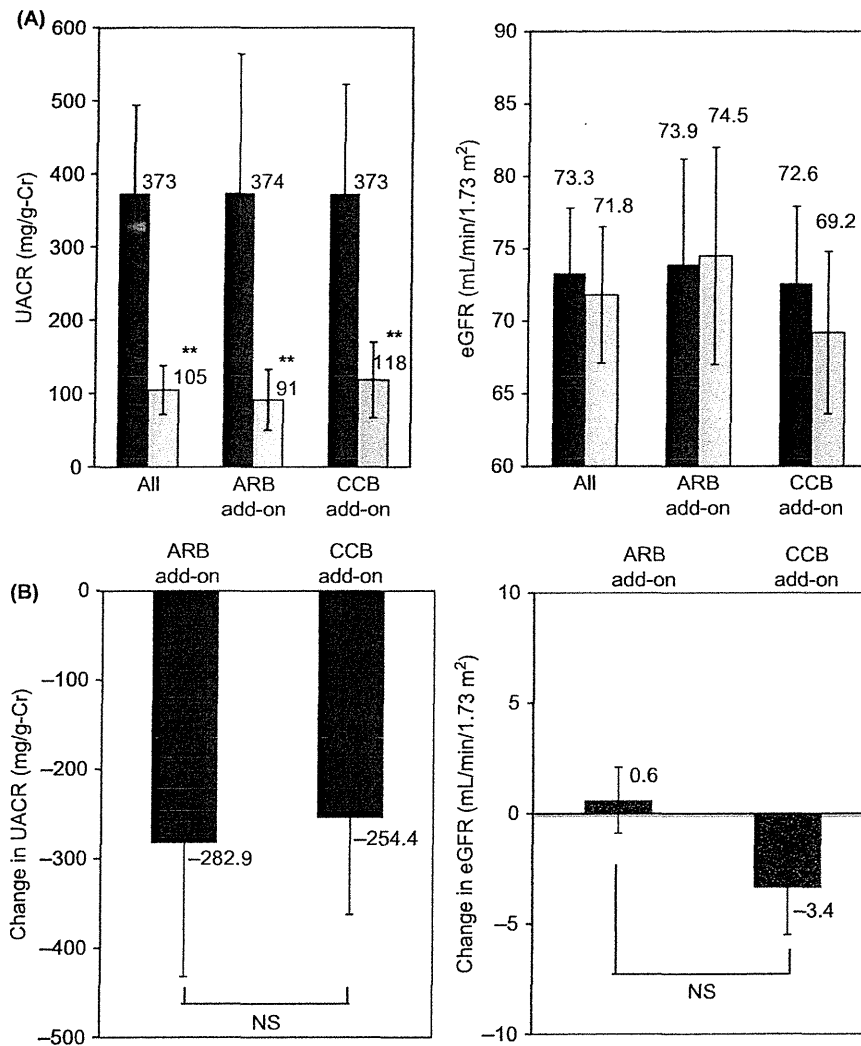 (A)
600
500
400
300
200
100
0
UACR (mg/g-Cr)
373
374
373
**
105
**
91
**
118
All
ARB
add-on
CCB
add-on
90
85
80
75
70
65
60
eGFR (mL/min/1.73 m²)
73.3
71.8
73.9
74.5
72.6
69.2
All
ARB
add-on
CCB
add-on
(B)
ARB
add-on
CCB
add-on
–0
–100
–200
–300
–400
–500
Change in UACR (mg/g-Cr)
–282.9
–254.4
NS
ARB
add-on
CCB
add-on
10
5
0
–5
–10
Change in eGFR (mL/min/1.73 m²)
0.6
–3.4
NS